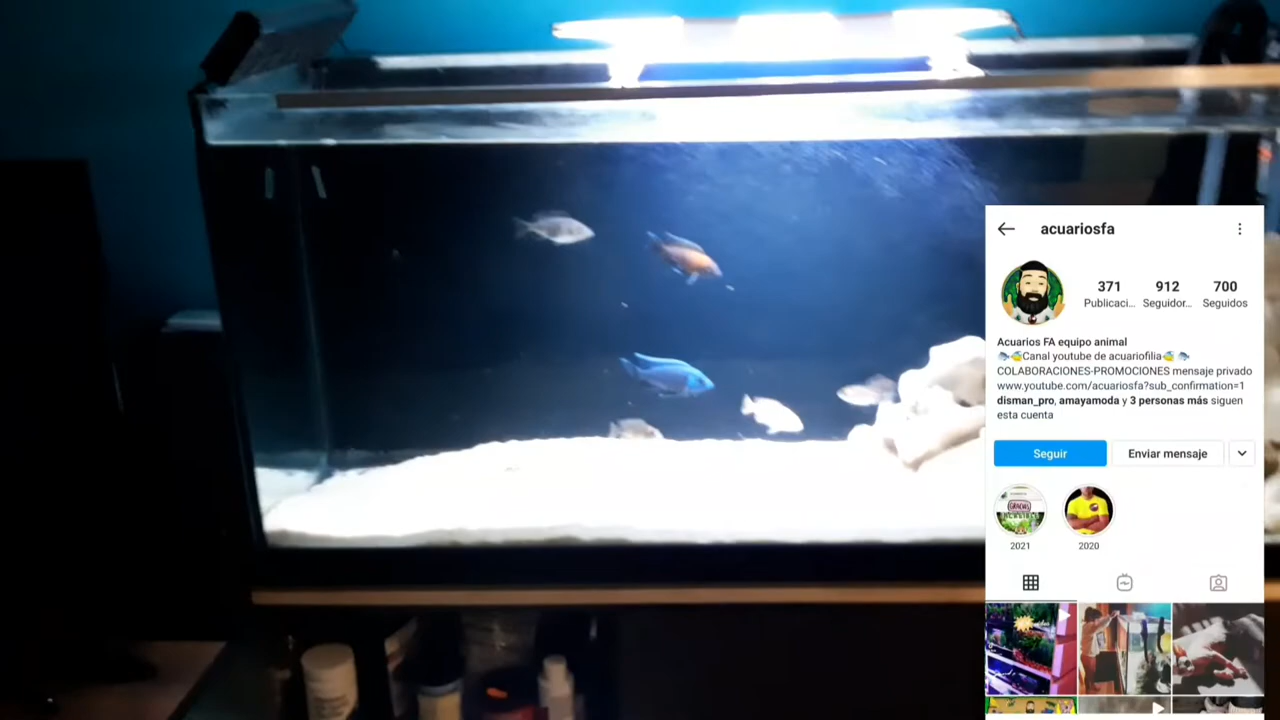 acuariosfa
371 912 700
Publicaci... Seguidor... Seguidos
Acuarios FA equipo animal
🐟🐠Canal youtube de acuariofilia🐠 🐟
COLABORACIONES-PROMOCIONES mensaje privado
www.youtube.com/acuariosfa?sub_confirmation=1
disman_pro, amayamoda y 3 personas más siguen
esta cuenta
Seguir Enviar mensaje
GRACIAS
2021 2020